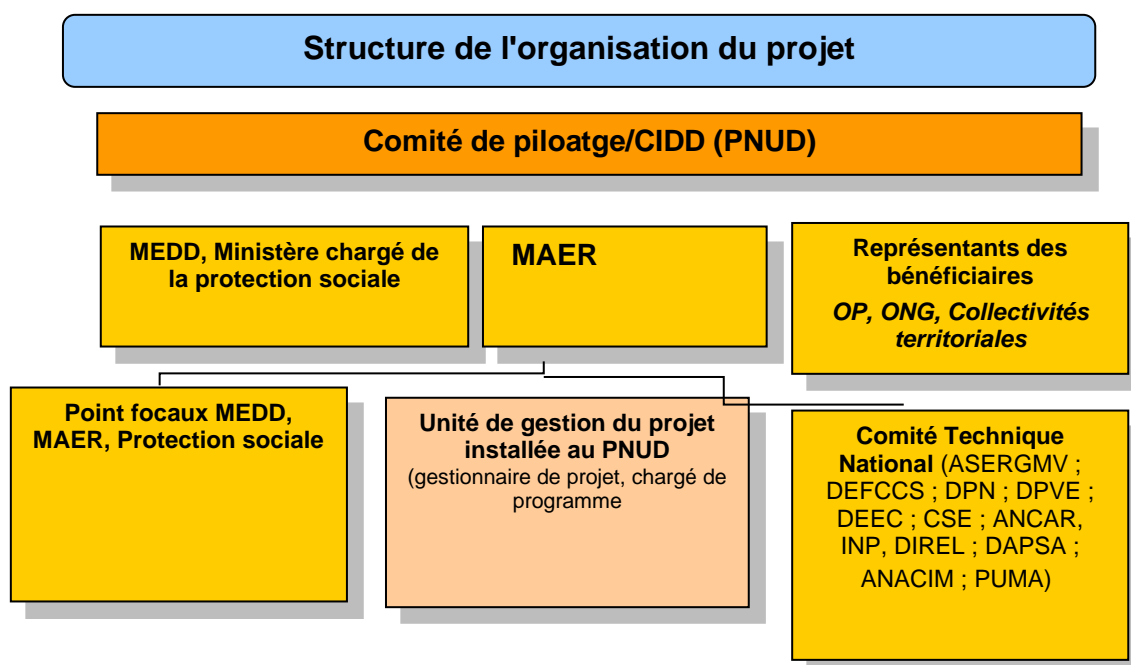 Structure de l'organisation du projet
Comité de piloatge/CIDD (PNUD)
MEDD, Ministère chargé de
la protection sociale
MAER
Représentants des
bénéficiaires
OP, ONG, Collectivités
territoriales
Point focaux MEDD,
MAER, Protection sociale
Unité de gestion du projet
installée au PNUD
(gestionnaire de projet, chargé de
programme
Comité Technique
National (ASERGMV ;
DEFCCS ; DPN ; DPVE ;
DEEC ; CSE ; ANCAR,
INP, DIREL ; DAPSA ;
ANACIM ; PUMA)